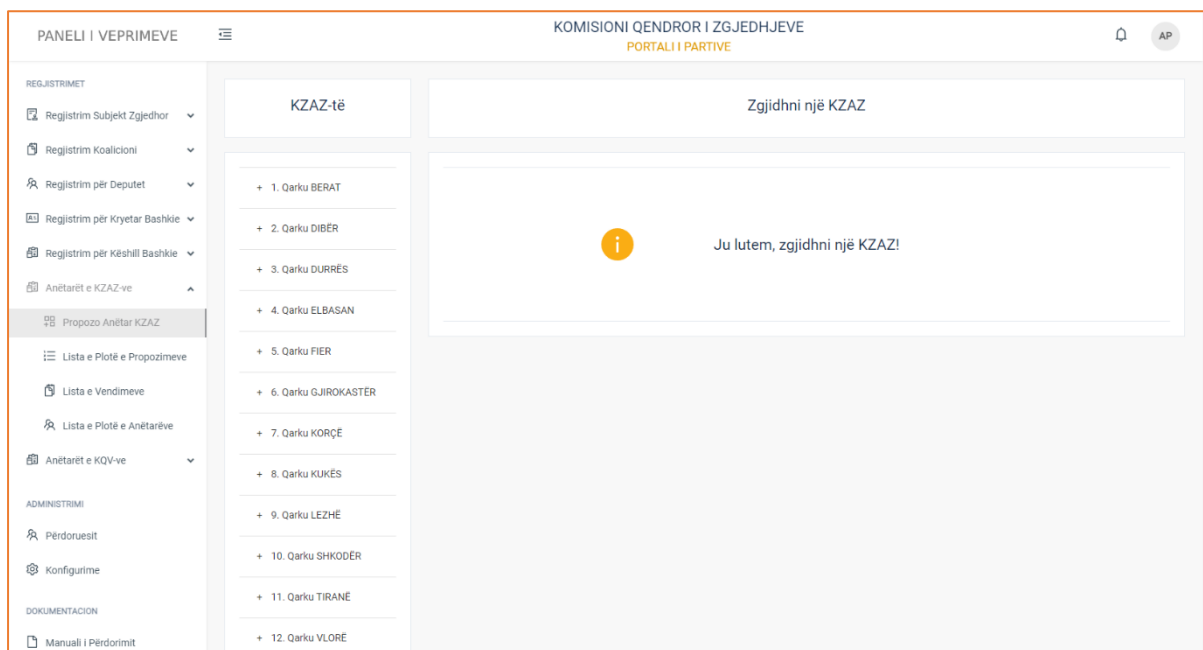 PANELI I VEPRIMEVE
KOMISIONI QENDROR I ZGJEDHJEVE
PORTALI I PARTIVE
AP
REGJISTRIMET
Regjistrim Subjekt Zgjedhor
Regjistrim Koalicioni
Regjistrim për Deputet
Regjistrim për Kryetar Bashkie
Regjistrim për Këshill Bashkie
Anëtarët e KZAZ-ve
Propozo Anëtar KZAZ
Lista e Plotë e Propozimeve
Lista e Vendimeve
Lista e Plotë e Anëtarëve
Anëtarët e KQV-ve
ADMINISTRIMI
Përdoruesit
Konfigurime
DOKUMENTACION
Manuali i Përdorimit
KZAZ-të
+ 1. Qarku BERAT
+ 2. Qarku DIBËR
+ 3. Qarku DURRËS
+ 4. Qarku ELBASAN
+ 5. Qarku FIER
+ 6. Qarku GJIROKASTËR
+ 7. Qarku KORÇË
+ 8. Qarku KUKËS
+ 9. Qarku LEZHË
+ 10. Qarku SHKODËR
+ 11. Qarku TIRANË
+ 12. Qarku VLORË
Zgjidhni një KZAZ
Ju lutem, zgjidhni një KZAZ!